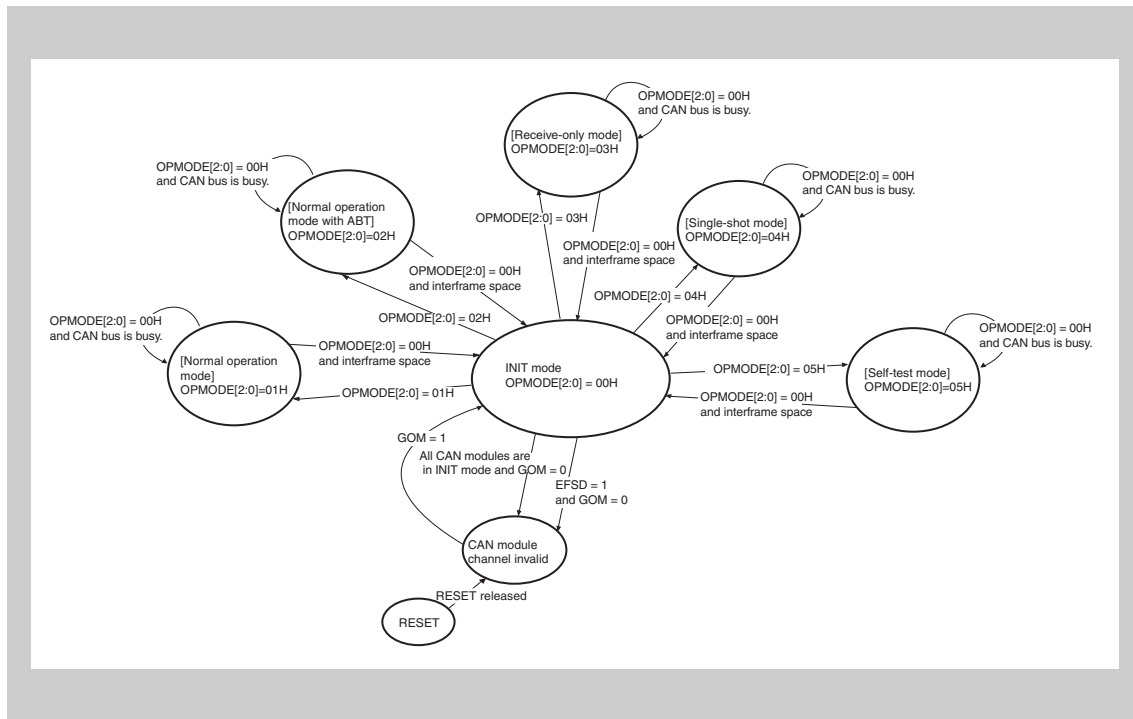 OPMODE[2:0] = 00H
and CAN bus is busy.
[Receive-only mode]
OPMODE[2:0]=03H
OPMODE[2:0] = 00H
and CAN bus is busy.
[Normal operation
mode with ABT]
OPMODE[2:0]=02H
OPMODE[2:0] = 00H
and CAN bus is busy.
[Single-shot mode]
OPMODE[2:0]=04H
OPMODE[2:0] = 03H
OPMODE[2:0] = 00H
and interframe space
OPMODE[2:0] = 00H
and interframe space
OPMODE[2:0] = 04H
OPMODE[2:0] = 02H
OPMODE[2:0] = 00H
and interframe space
OPMODE[2:0] = 00H
and CAN bus is busy.
[Normal operation
mode]
OPMODE[2:0]=01H
OPMODE[2:0] = 00H
and interframe space
OPMODE[2:0] = 01H
INIT mode
OPMODE[2:0] = 00H
OPMODE[2:0] = 05H
OPMODE[2:0] = 00H
and interframe space
OPMODE[2:0] = 00H
and CAN bus is busy.
[Self-test mode]
OPMODE[2:0]=05H
GOM = 1
All CAN modules are
in INIT mode and GOM = 0
EFSD = 1
and GOM = 0
CAN module
channel invalid
RESET released
RESET